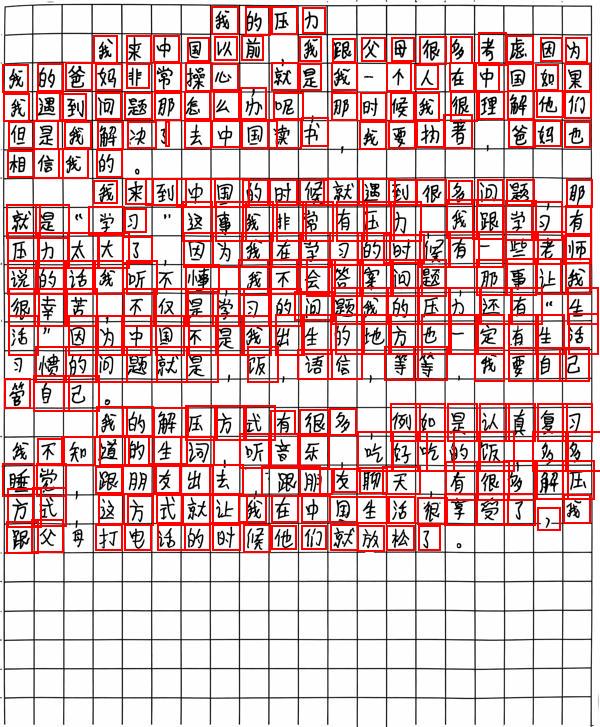 我的压力
我来中国以前，我跟父母很多考虑因为
我的爸妈非常操心，就是我一个人在中国如果
我遇到问题那怎么办呢，那时候我很理解他们
但是我解决了去中国读书，我要抅著，爸妈也
相信我的。
我来到中国的时候就遇到很多问题，那
就是“学习”这事我非常有压力，我跟学习有
压力太大了，因为我在学习的时候有一些老师
说的话我听不懂，我不会答案问题，那事让我
很幸苦，不仅是学习的问题我的压力还有“生
活”因为中国不是我出生的地方也一定有生活
习惯的问题就是，饭，语信，等等，我要自己
管自己。
我的解压方式有很多，例如是认真复习
我不知道的生词，听音乐，吃好吃的饭，多多
睡觉，跟朋友出去，跟朋友聊天，有很多解压
方式，这方式就让我在中国生活很享受了，我
跟父母打电话的时候他们就放松了。